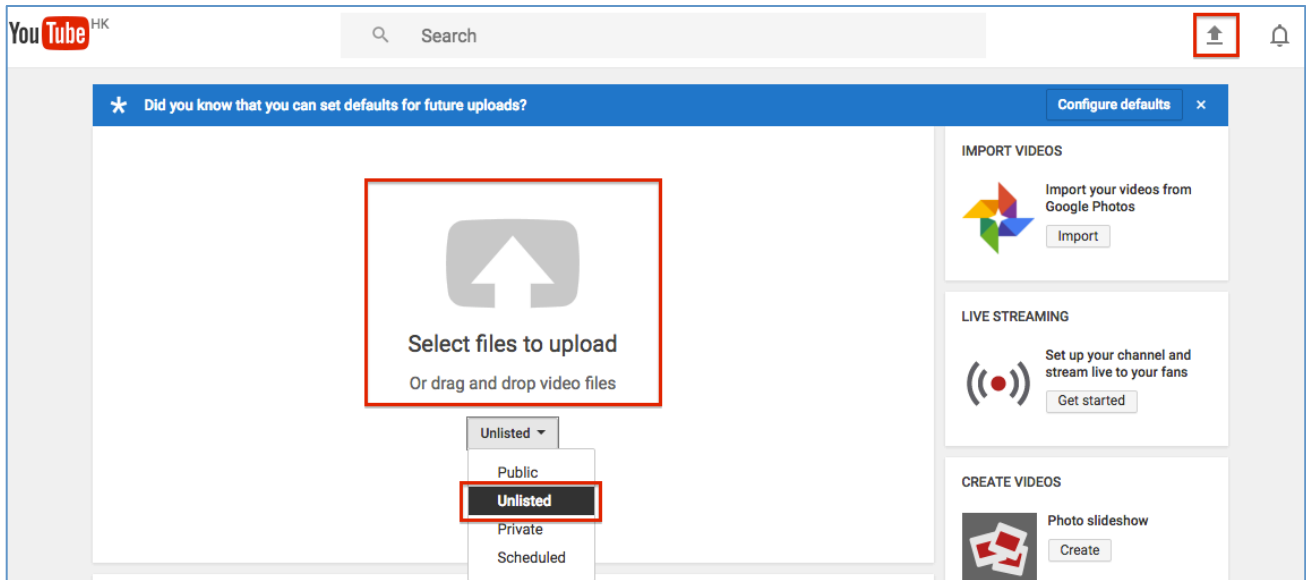 YouTube HK
Search
Did you know that you can set defaults for future uploads?
Configure defaults ×
Select files to upload
Or drag and drop video files
Unlisted
Public
Unlisted
Private
Scheduled
IMPORT VIDEOS
Import your videos from
Google Photos
Import
LIVE STREAMING
Set up your channel and
stream live to your fans
Get started
CREATE VIDEOS
Photo slideshow
Create